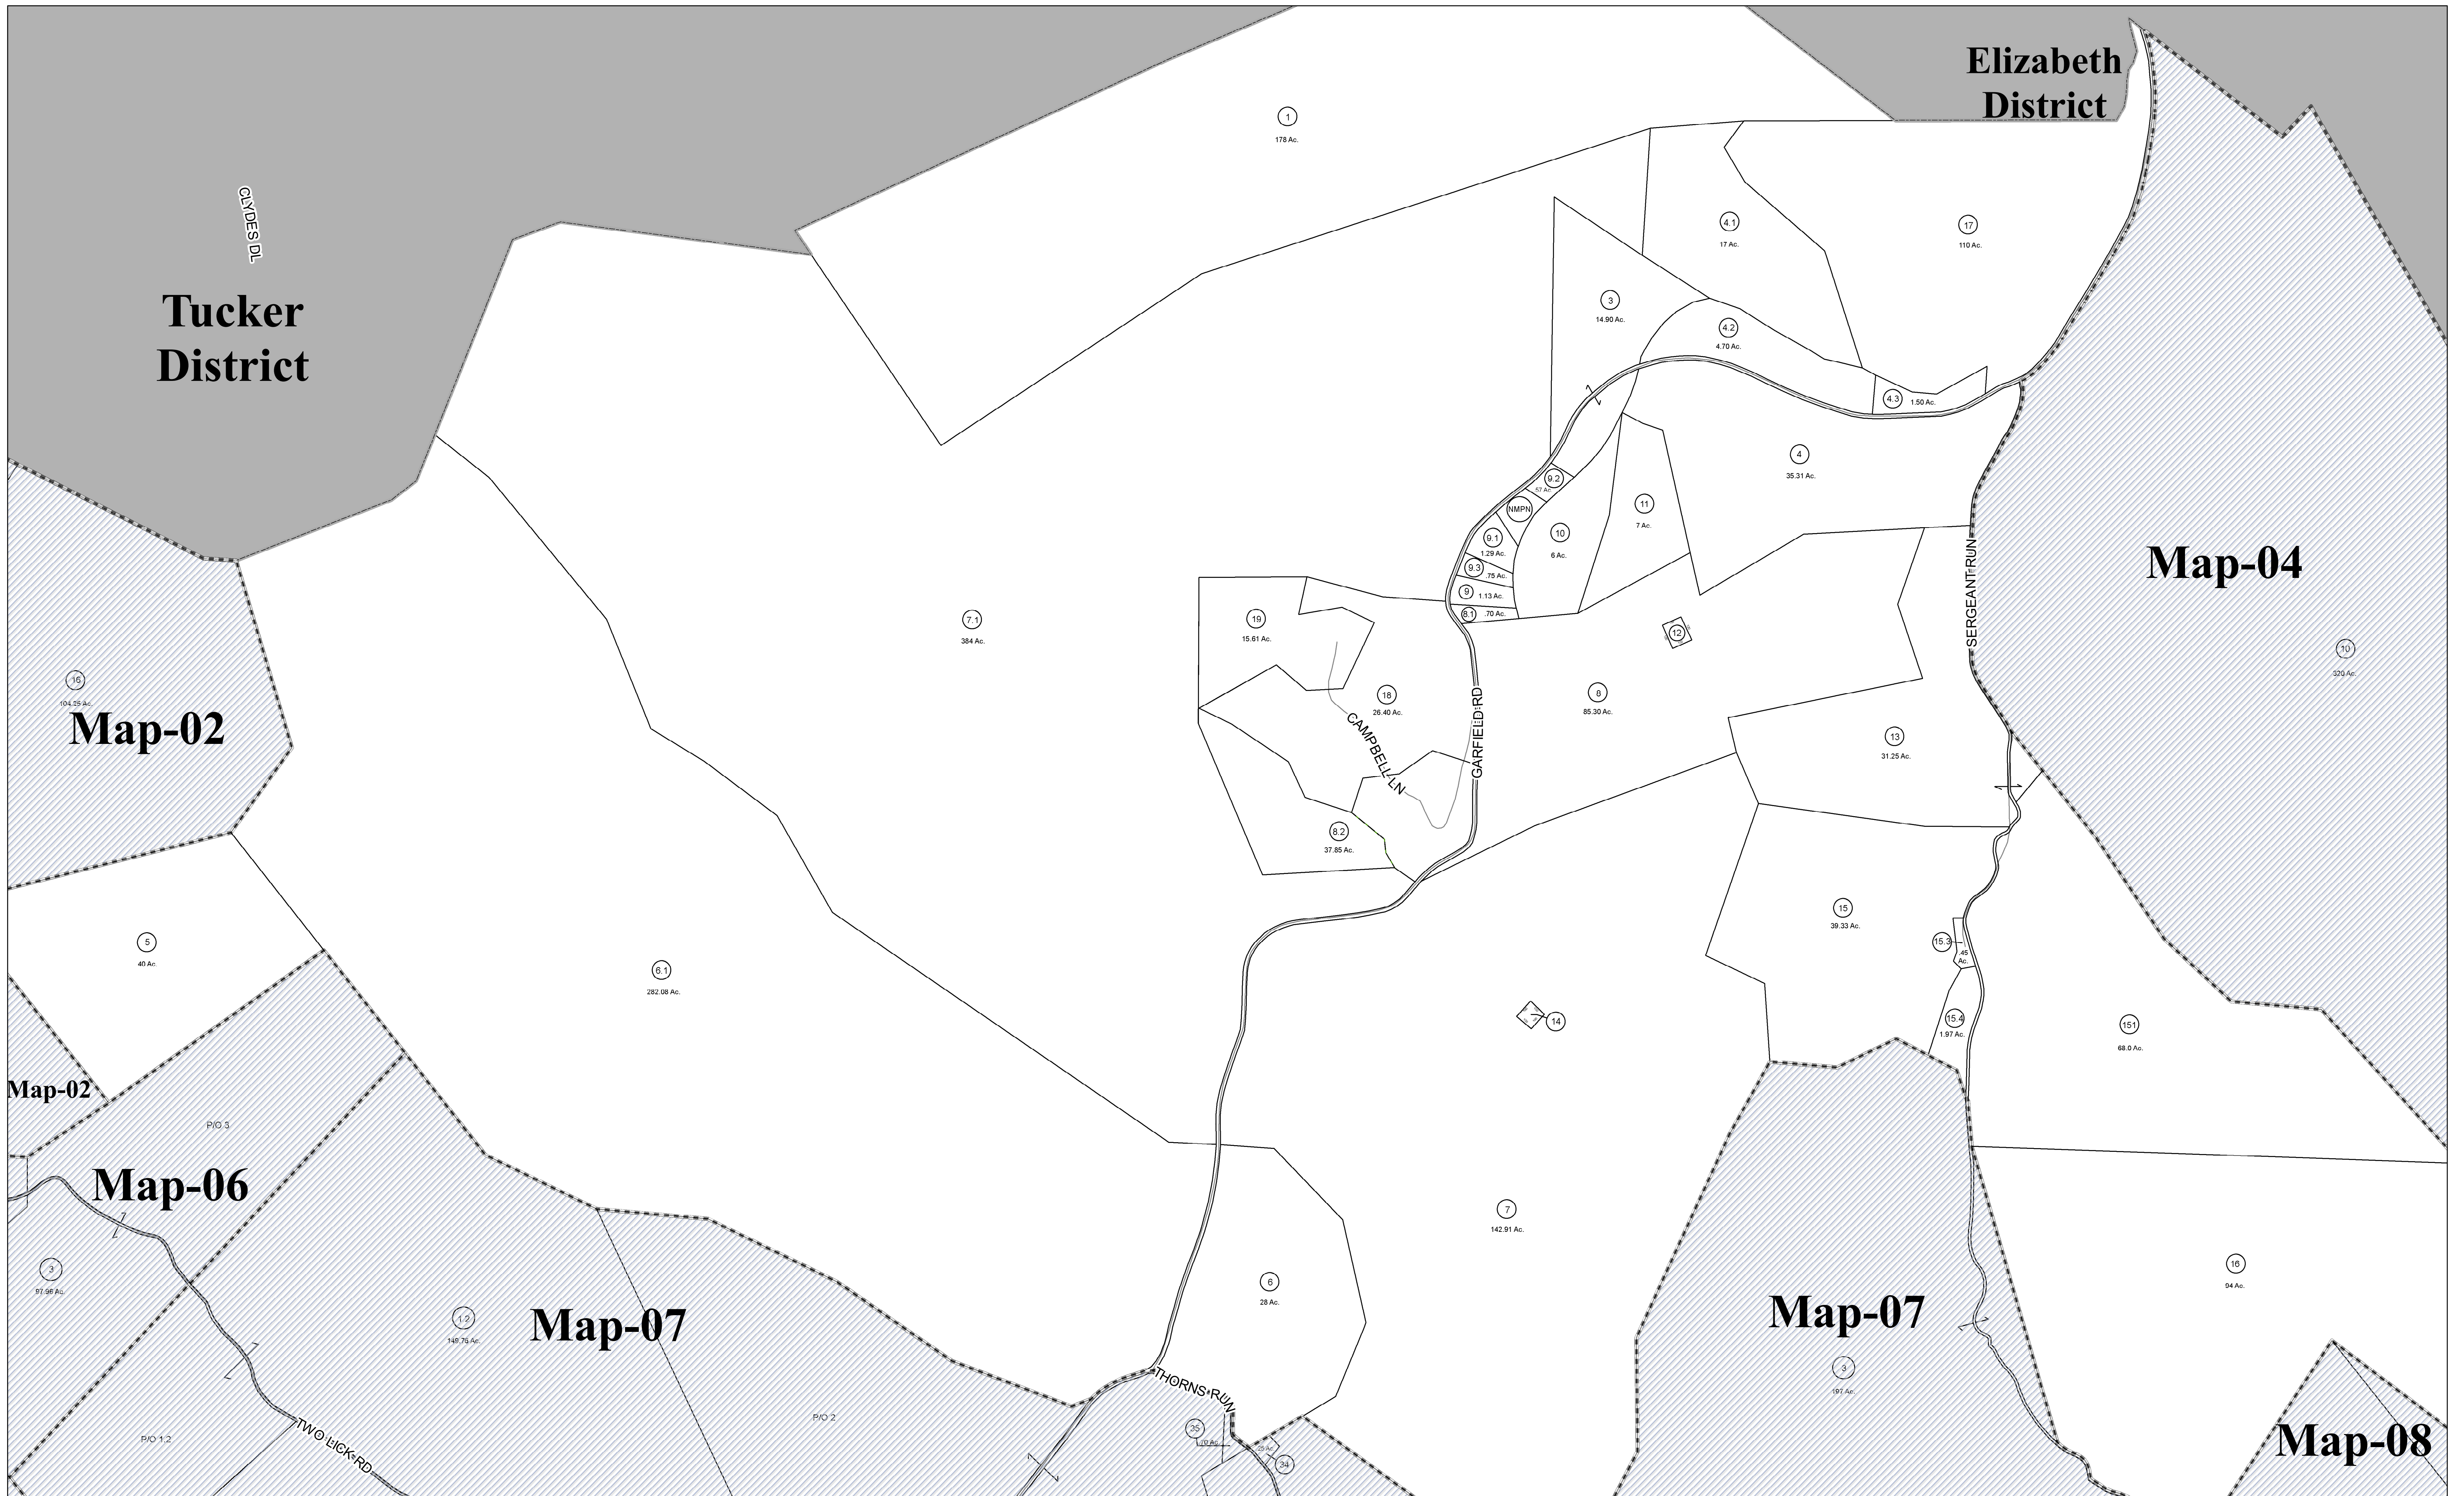 Elizabeth
District
1
178 Ac.
CLYDES DL
Tucker
District
4.1
17 Ac.
17
110 Ac.
3
14.90 Ac.
4.2
4.70 Ac.
4.3
1.50 Ac.
4
35.31 Ac.
9.2
.57 Ac.
NMPN
11
7 Ac.
10
6 Ac.
9.1
1.29 Ac.
9.3
.75 Ac.
9
1.13 Ac.
8.1
.70 Ac.
SERGEANT RUN
Map-04
10
7.1
384 Ac.
19
15.61 Ac.
12
18
26.40 Ac.
8
85.30 Ac.
GARFIELD RD
CAMPBELL LN
16
104.25 Ac.
Map-02
13
31.25 Ac.
8.2
37.85 Ac.
15
39.33 Ac.
15.3
.45
Ac.
5
40 Ac.
6.1
282.08 Ac.
14
15.4
1.97 Ac.
151
68.0 Ac.
Map-02
P/O 3
Map-06
7
142.91 Ac.
3
97.96 Ac.
6
28 Ac.
16
94 Ac.
1.2
149.76 Ac.
Map-07
Map-07
3
197 Ac.
THORNS RUN
P/O 2
35
.70 Ac.
.25 Ac.
34
P/O 1.2
TWO LICK RD
Map-08